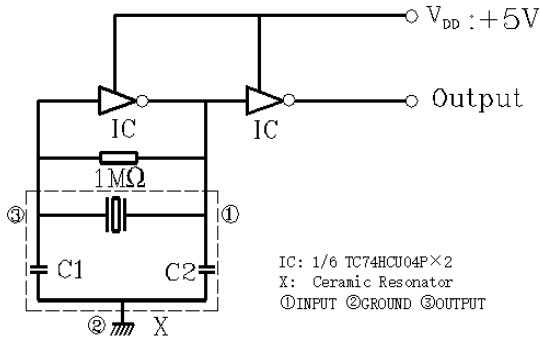 V DD :+5V
IC
IC
Output
1MΩ
③
①
C1
C2
②
X
IC: 1/6 TC74HCU04P×2
X: Ceramic Resonator
①INPUT ②GROUND ③OUTPUT